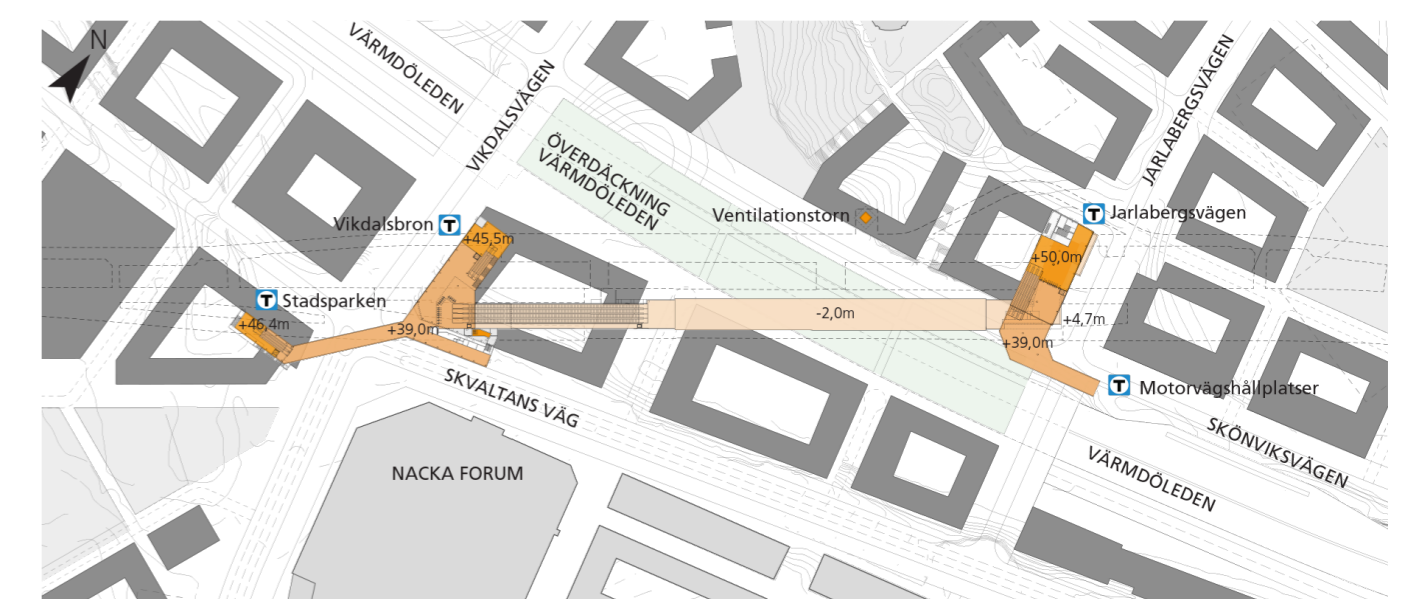 N
VÄRMDÖLEDEN
VIKDALSVÄGEN
JARLABERGSVÄGEN
ÖVERDÄCKNING
VÄRMDÖLEDEN
Vikdalsbron T
+45,5m
Ventilationstorn
T Jarlabergsvägen
+50,0m
T Stadsparken
+46,4m
+39,0m
-2,0m
+4,7m
+39,0m
T Motorvägshållplatser
SKVALTANS VÄG
SKÖNVIKSVÄGEN
VÄRMDÖLEDEN
NACKA FORUM